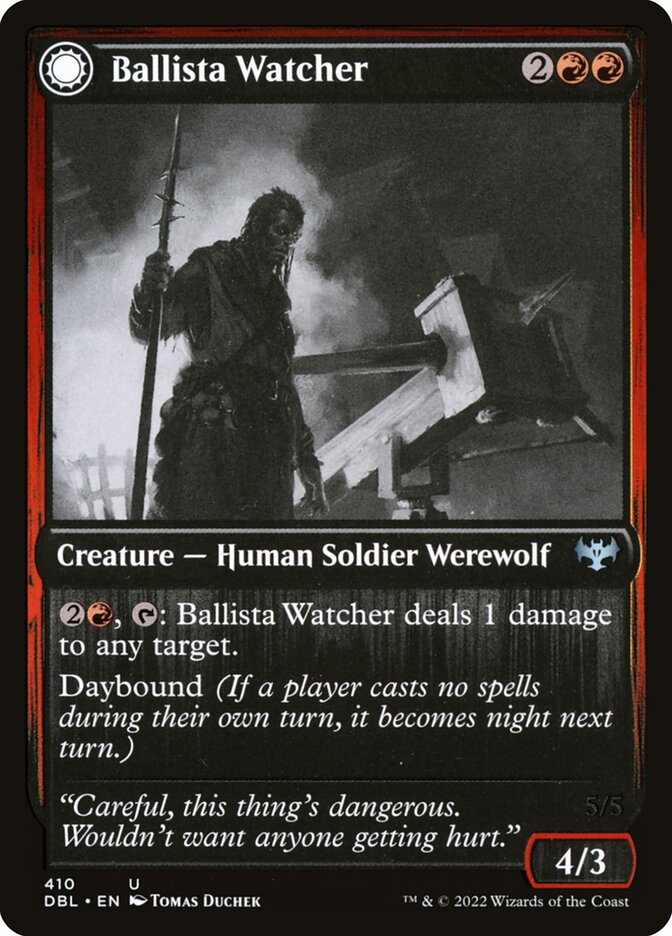 Ballista Watcher 2
Creature — Human Soldier Werewolf
2, : Ballista Watcher deals 1 damage
to any target.
Daybound (If a player casts no spells
during their own turn, it becomes night next
turn.)
5/5
“Careful, this thing’s dangerous.
Wouldn’t want anyone getting hurt.”
4/3
410 U
DBL • EN Tomas Duchek ™ & © 2022 Wizards of the Coast